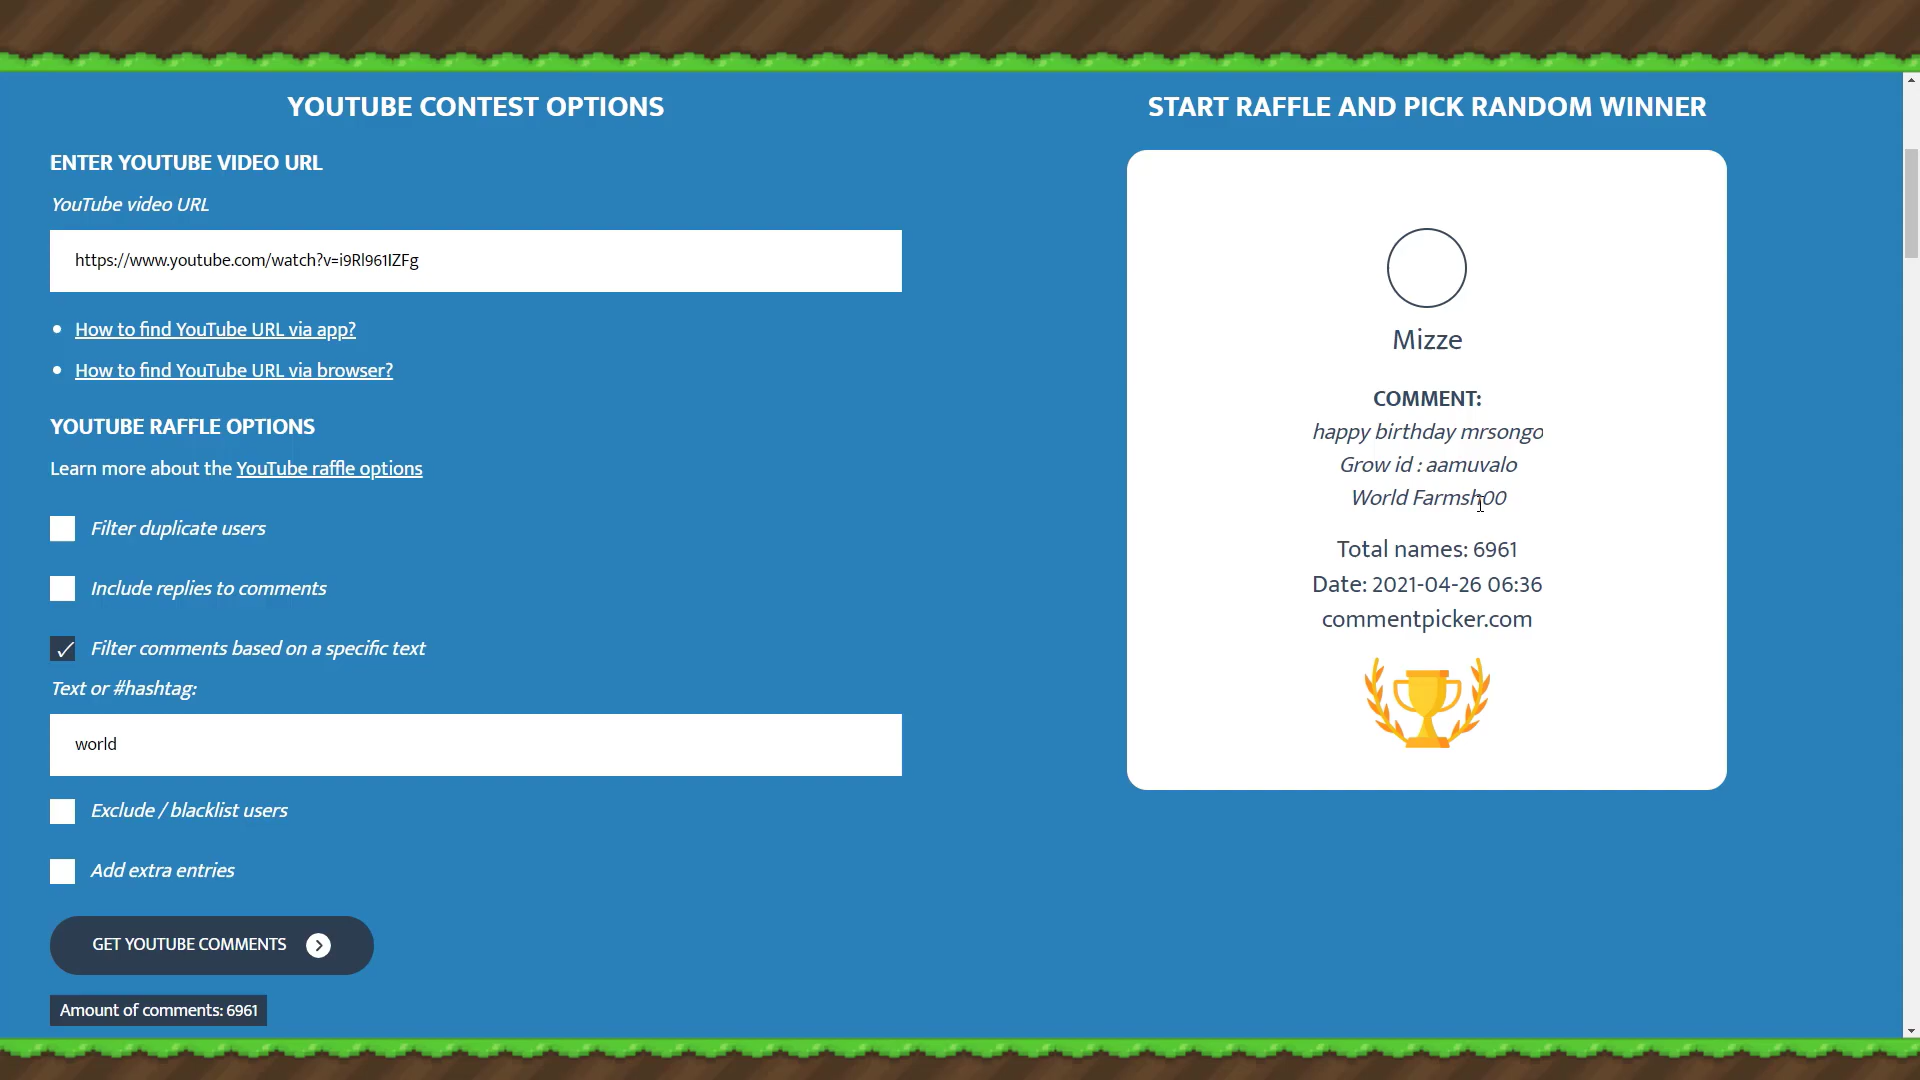 YOUTUBE CONTEST OPTIONS
ENTER YOUTUBE VIDEO URL
YouTube video URL
https://www.youtube.com/watch?v=i9Rl961IZFg
How to find YouTube URL via app?
How to find YouTube URL via browser?
YOUTUBE RAFFLE OPTIONS
Learn more about the YouTube raffle options
Filter duplicate users
Include replies to comments
Filter comments based on a specific text
Text or #hashtag:
world
Exclude / blacklist users
Add extra entries
GET YOUTUBE COMMENTS
Amount of comments: 6961
START RAFFLE AND PICK RANDOM WINNER
Mizze
COMMENT:
happy birthday mrsongo
Grow id : aamuvalo
World Farmsh00
Total names: 6961
Date: 2021-04-26 06:36
commentpicker.com